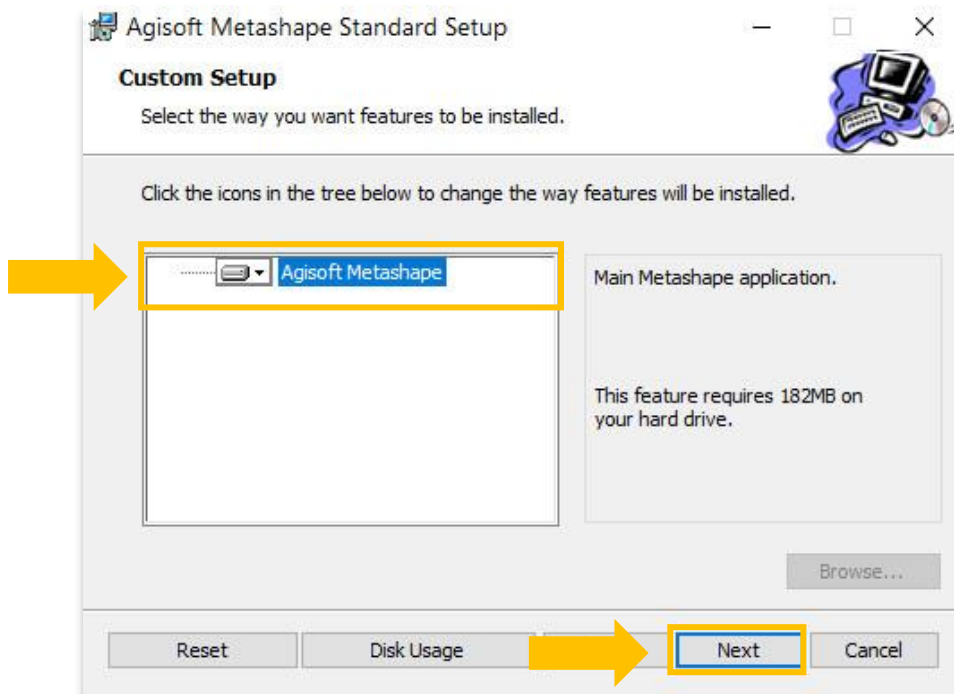 Agisoft Metashape Standard Setup
Custom Setup
Select the way you want features to be installed.
Click the icons in the tree below to change the way features will be installed.
Agisoft Metashape
Main Metashape application.
This feature requires 182MB on
your hard drive.
Browse...
Reset
Disk Usage
Next
Cancel